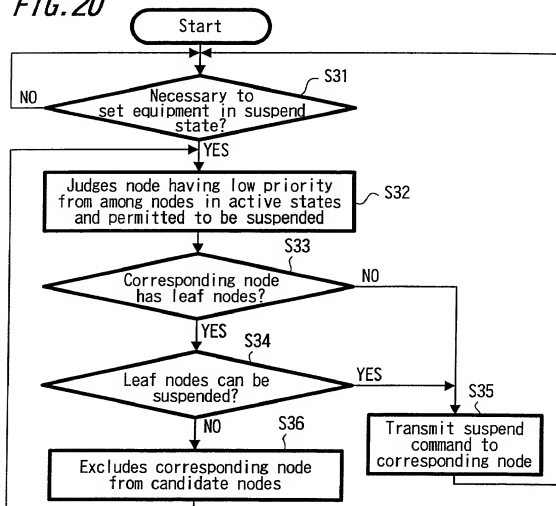 FIG.20
Start
S31
NO
Necessary to
set equipment in suspend
state?
YES
Judges node having low priority
from among nodes in active states
and permitted to be suspended
S32
S33
Corresponding node
has leaf nodes?
NO
YES
S34
Leaf nodes can be
suspended?
YES
S35
NO
Transmit suspend
command to
corresponding node
S36
Excludes corresponding node
from candidate nodes